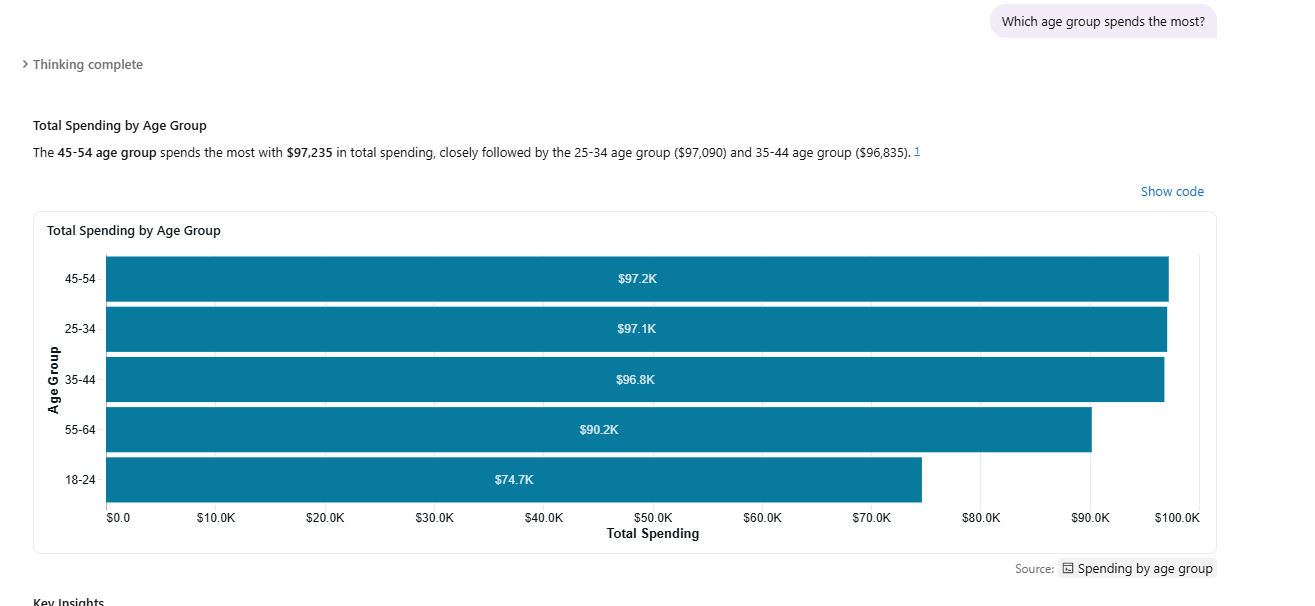 Which age group spends the most?
Thinking complete
Total Spending by Age Group
The 45-54 age group spends the most with $97,235 in total spending, closely followed by the 25-34 age group ($97,090) and 35-44 age group ($96,835). 1
Show code
Total Spending by Age Group
Age Group
45-54
$97.2K
25-34
$97.1K
35-44
$96.8K
55-64
$90.2K
18-24
$74.7K
$0.0 $10.0K $20.0K $30.0K $40.0K $50.0K $60.0K $70.0K $80.0K $90.0K $100.0K
Total Spending
Source: Spending by age group
Key Insights